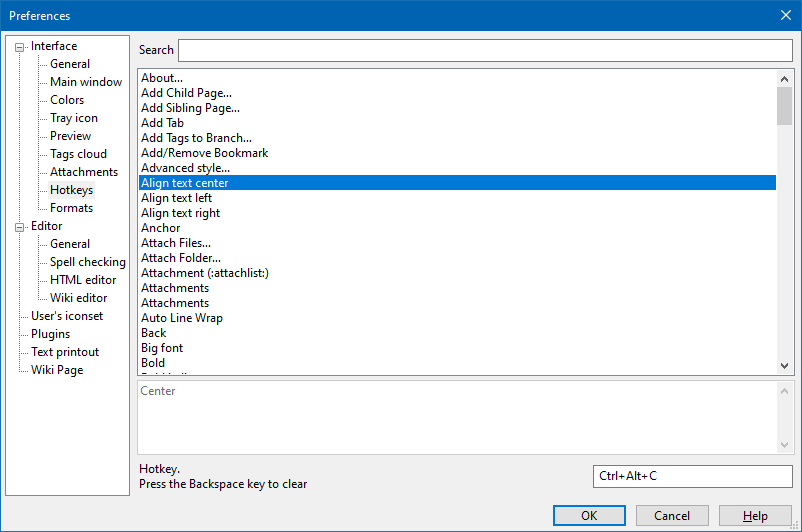 Preferences
Interface
General
Main window
Colors
Tray icon
Preview
Tags cloud
Attachments
Hotkeys
Formats
Editor
General
Spell checking
HTML editor
Wiki editor
User's iconset
Plugins
Text printout
Wiki Page
Search
About...
Add Child Page...
Add Sibling Page...
Add Tab
Add Tags to Branch...
Add/Remove Bookmark
Advanced style...
Align text center
Align text left
Align text right
Anchor
Attach Files...
Attach Folder...
Attachment (:attachlist:)
Attachments
Attachments
Auto Line Wrap
Back
Big font
Bold
Center
Hotkey.
Press the Backspace key to clear
Ctrl+Alt+C
OK
Cancel
Help